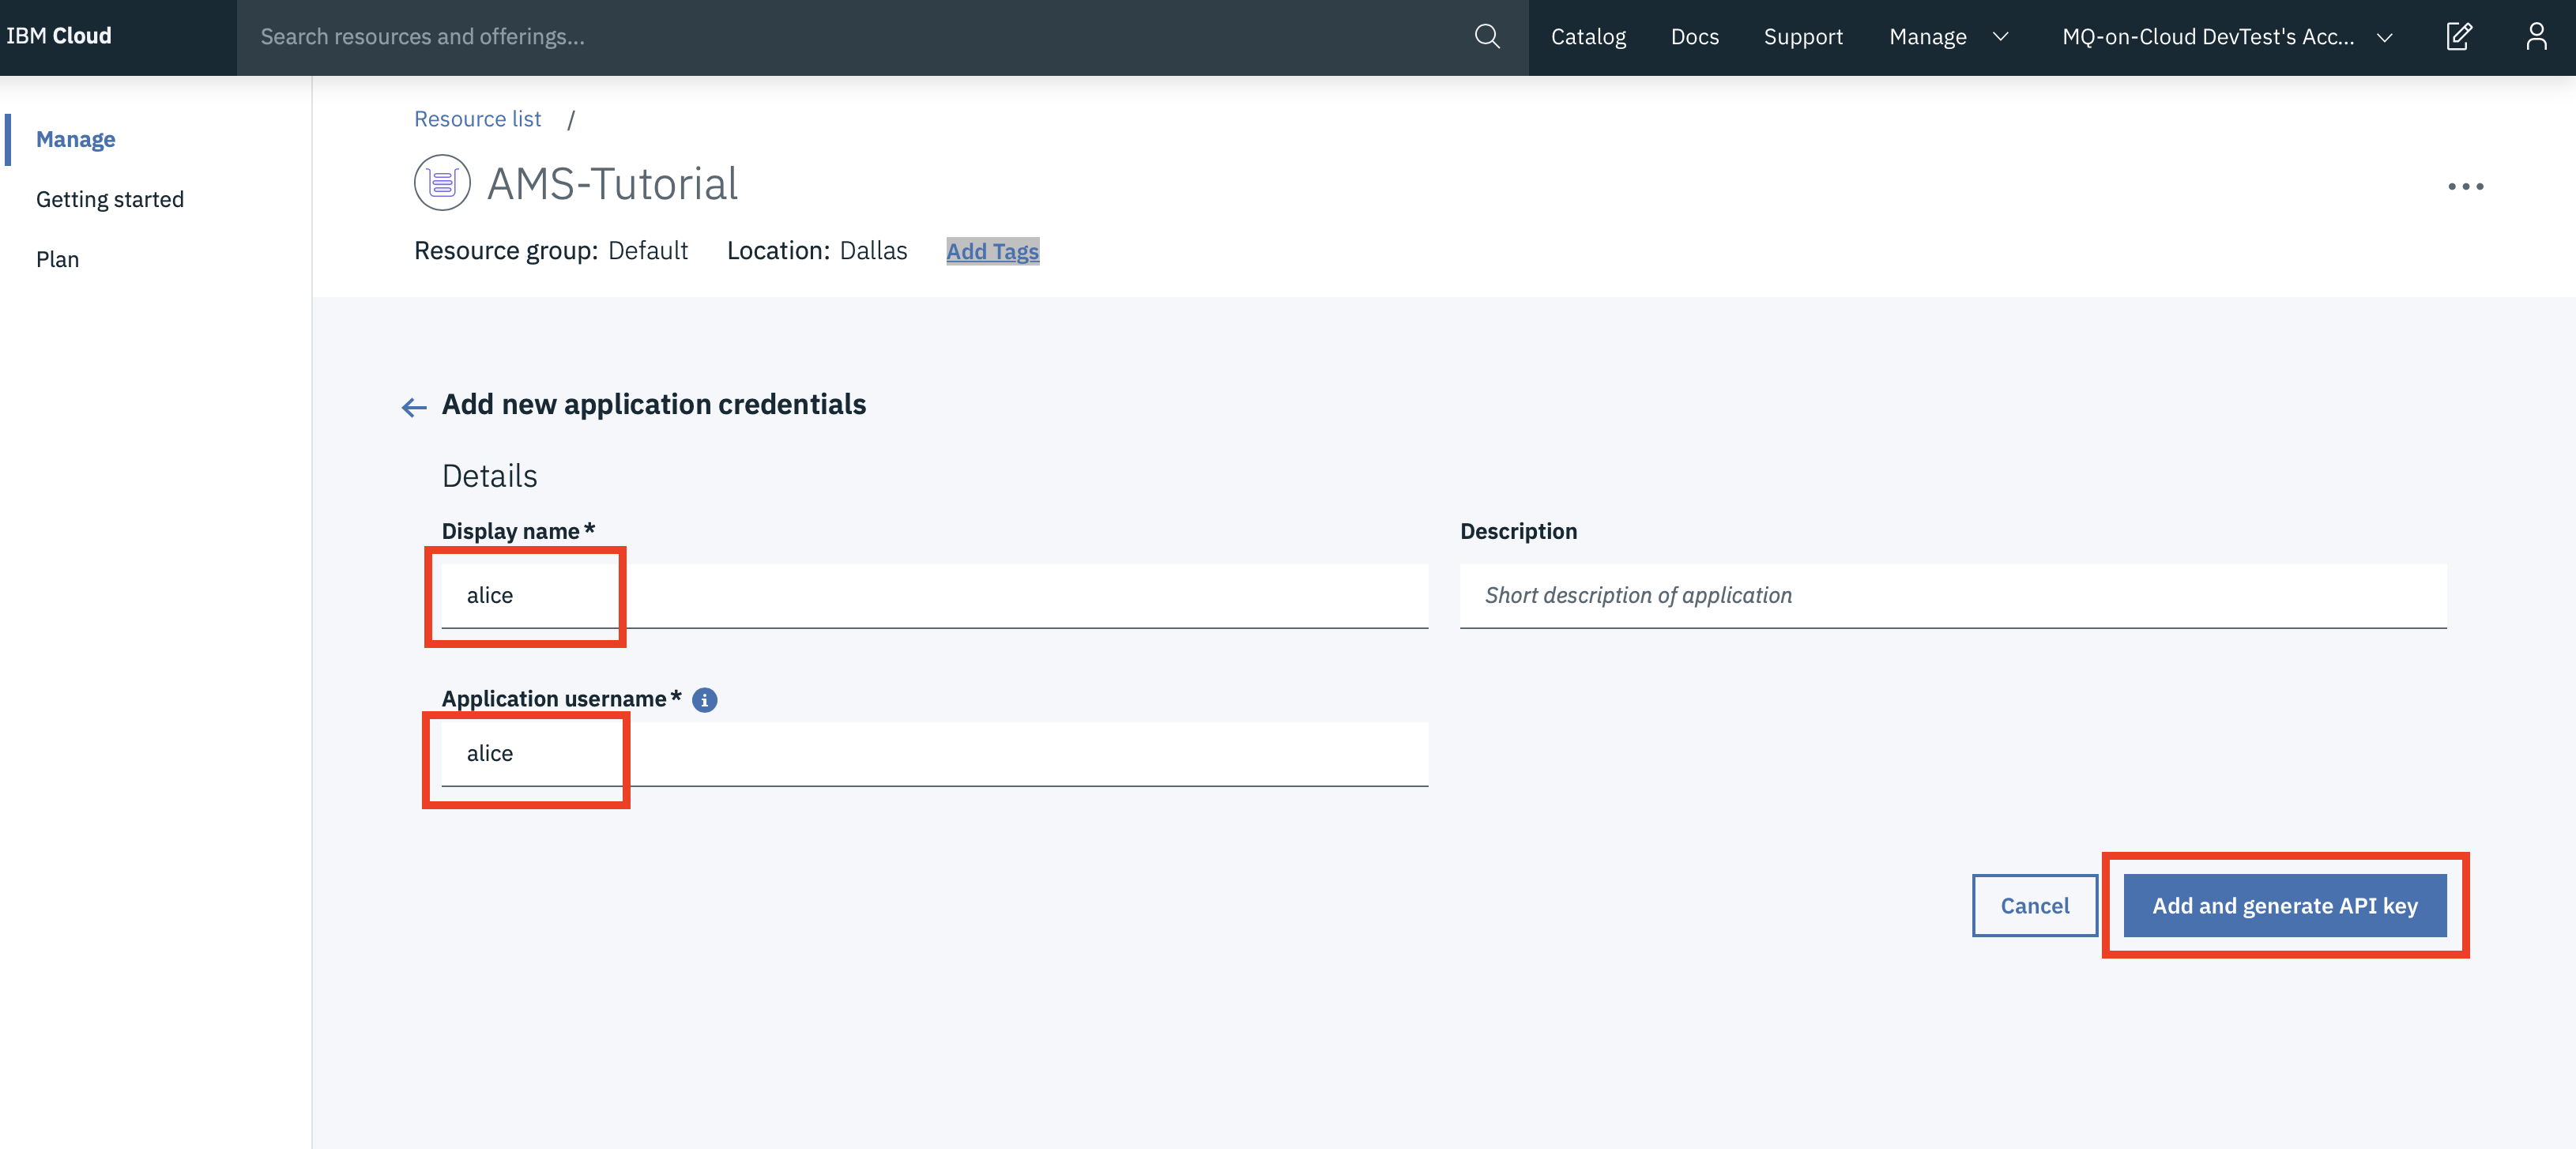 IBM Cloud
Search resources and offerings...
Catalog
Docs
Support
Manage
MQ-on-Cloud DevTest's Acc...
Manage
Getting started
Plan
Resource list /
AMS-Tutorial
Resource group: Default Location: Dallas Add Tags
Add new application credentials
Details
Display name*
alice
Description
Short description of application
Application username*
alice
Cancel
Add and generate API key